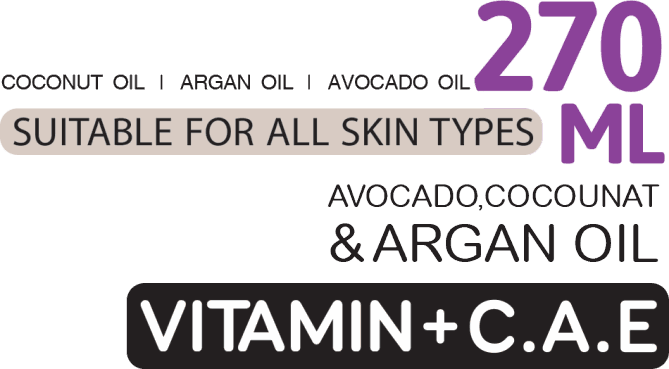 270
COCONUT OIL | ARGAN OIL | AVOCADO OIL
SUITABLE FOR ALL SKIN TYPES
ML
AVOCADO,COCOUNAT
& ARGAN OIL
VITAMIN+C.A.E